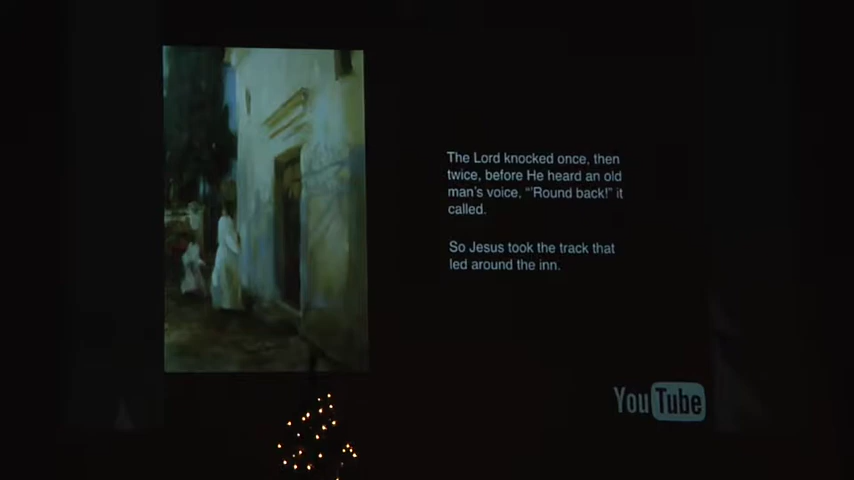 The Lord knocked once, then
twice, before He heard an old
man's voice, “'Round back!” it
called.
So Jesus took the track that
led around the inn.
YouTube